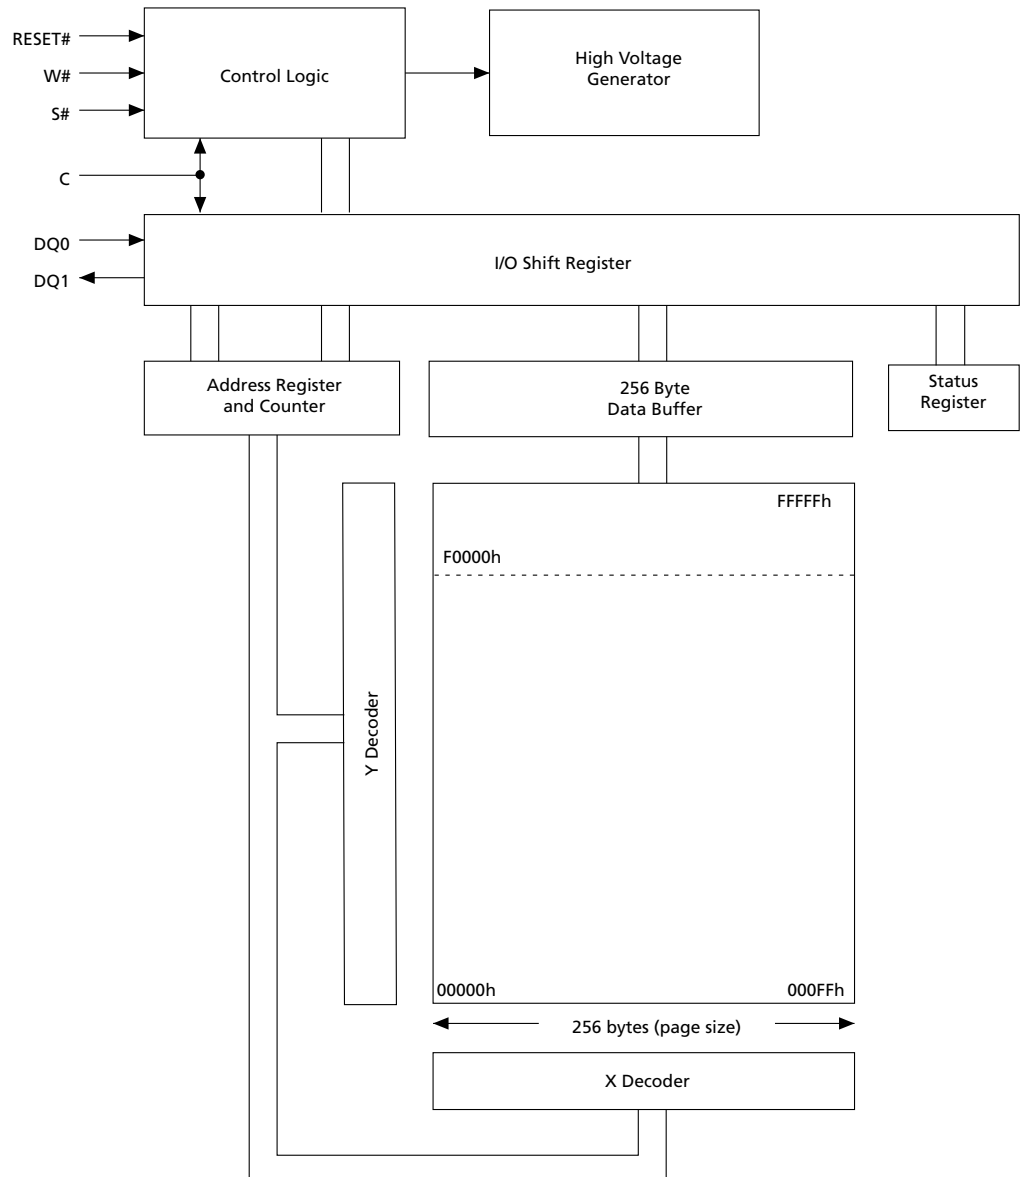 RESET#
W#
S#
Control Logic
High Voltage
Generator
C
DQ0
DQ1
I/O Shift Register
Address Register
and Counter
256 Byte
Data Buffer
Status
Register
FFFFFh
F0000h
Y Decoder
00000h
000FFh
256 bytes (page size)
X Decoder